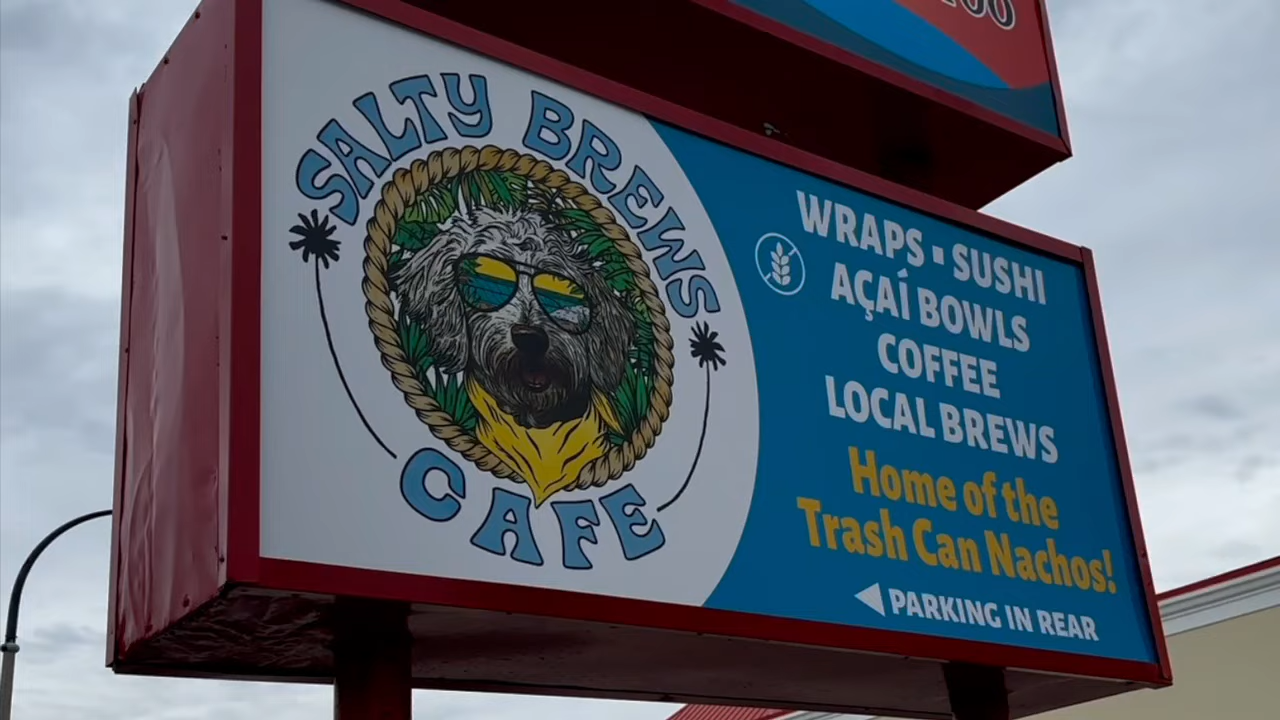 SALTY BREWS
CAFE
WRAPS ▪ SUSHI
AÇAÍ BOWLS
COFFEE
LOCAL BREWS
Home of the
Trash Can Nachos!
PARKING IN REAR